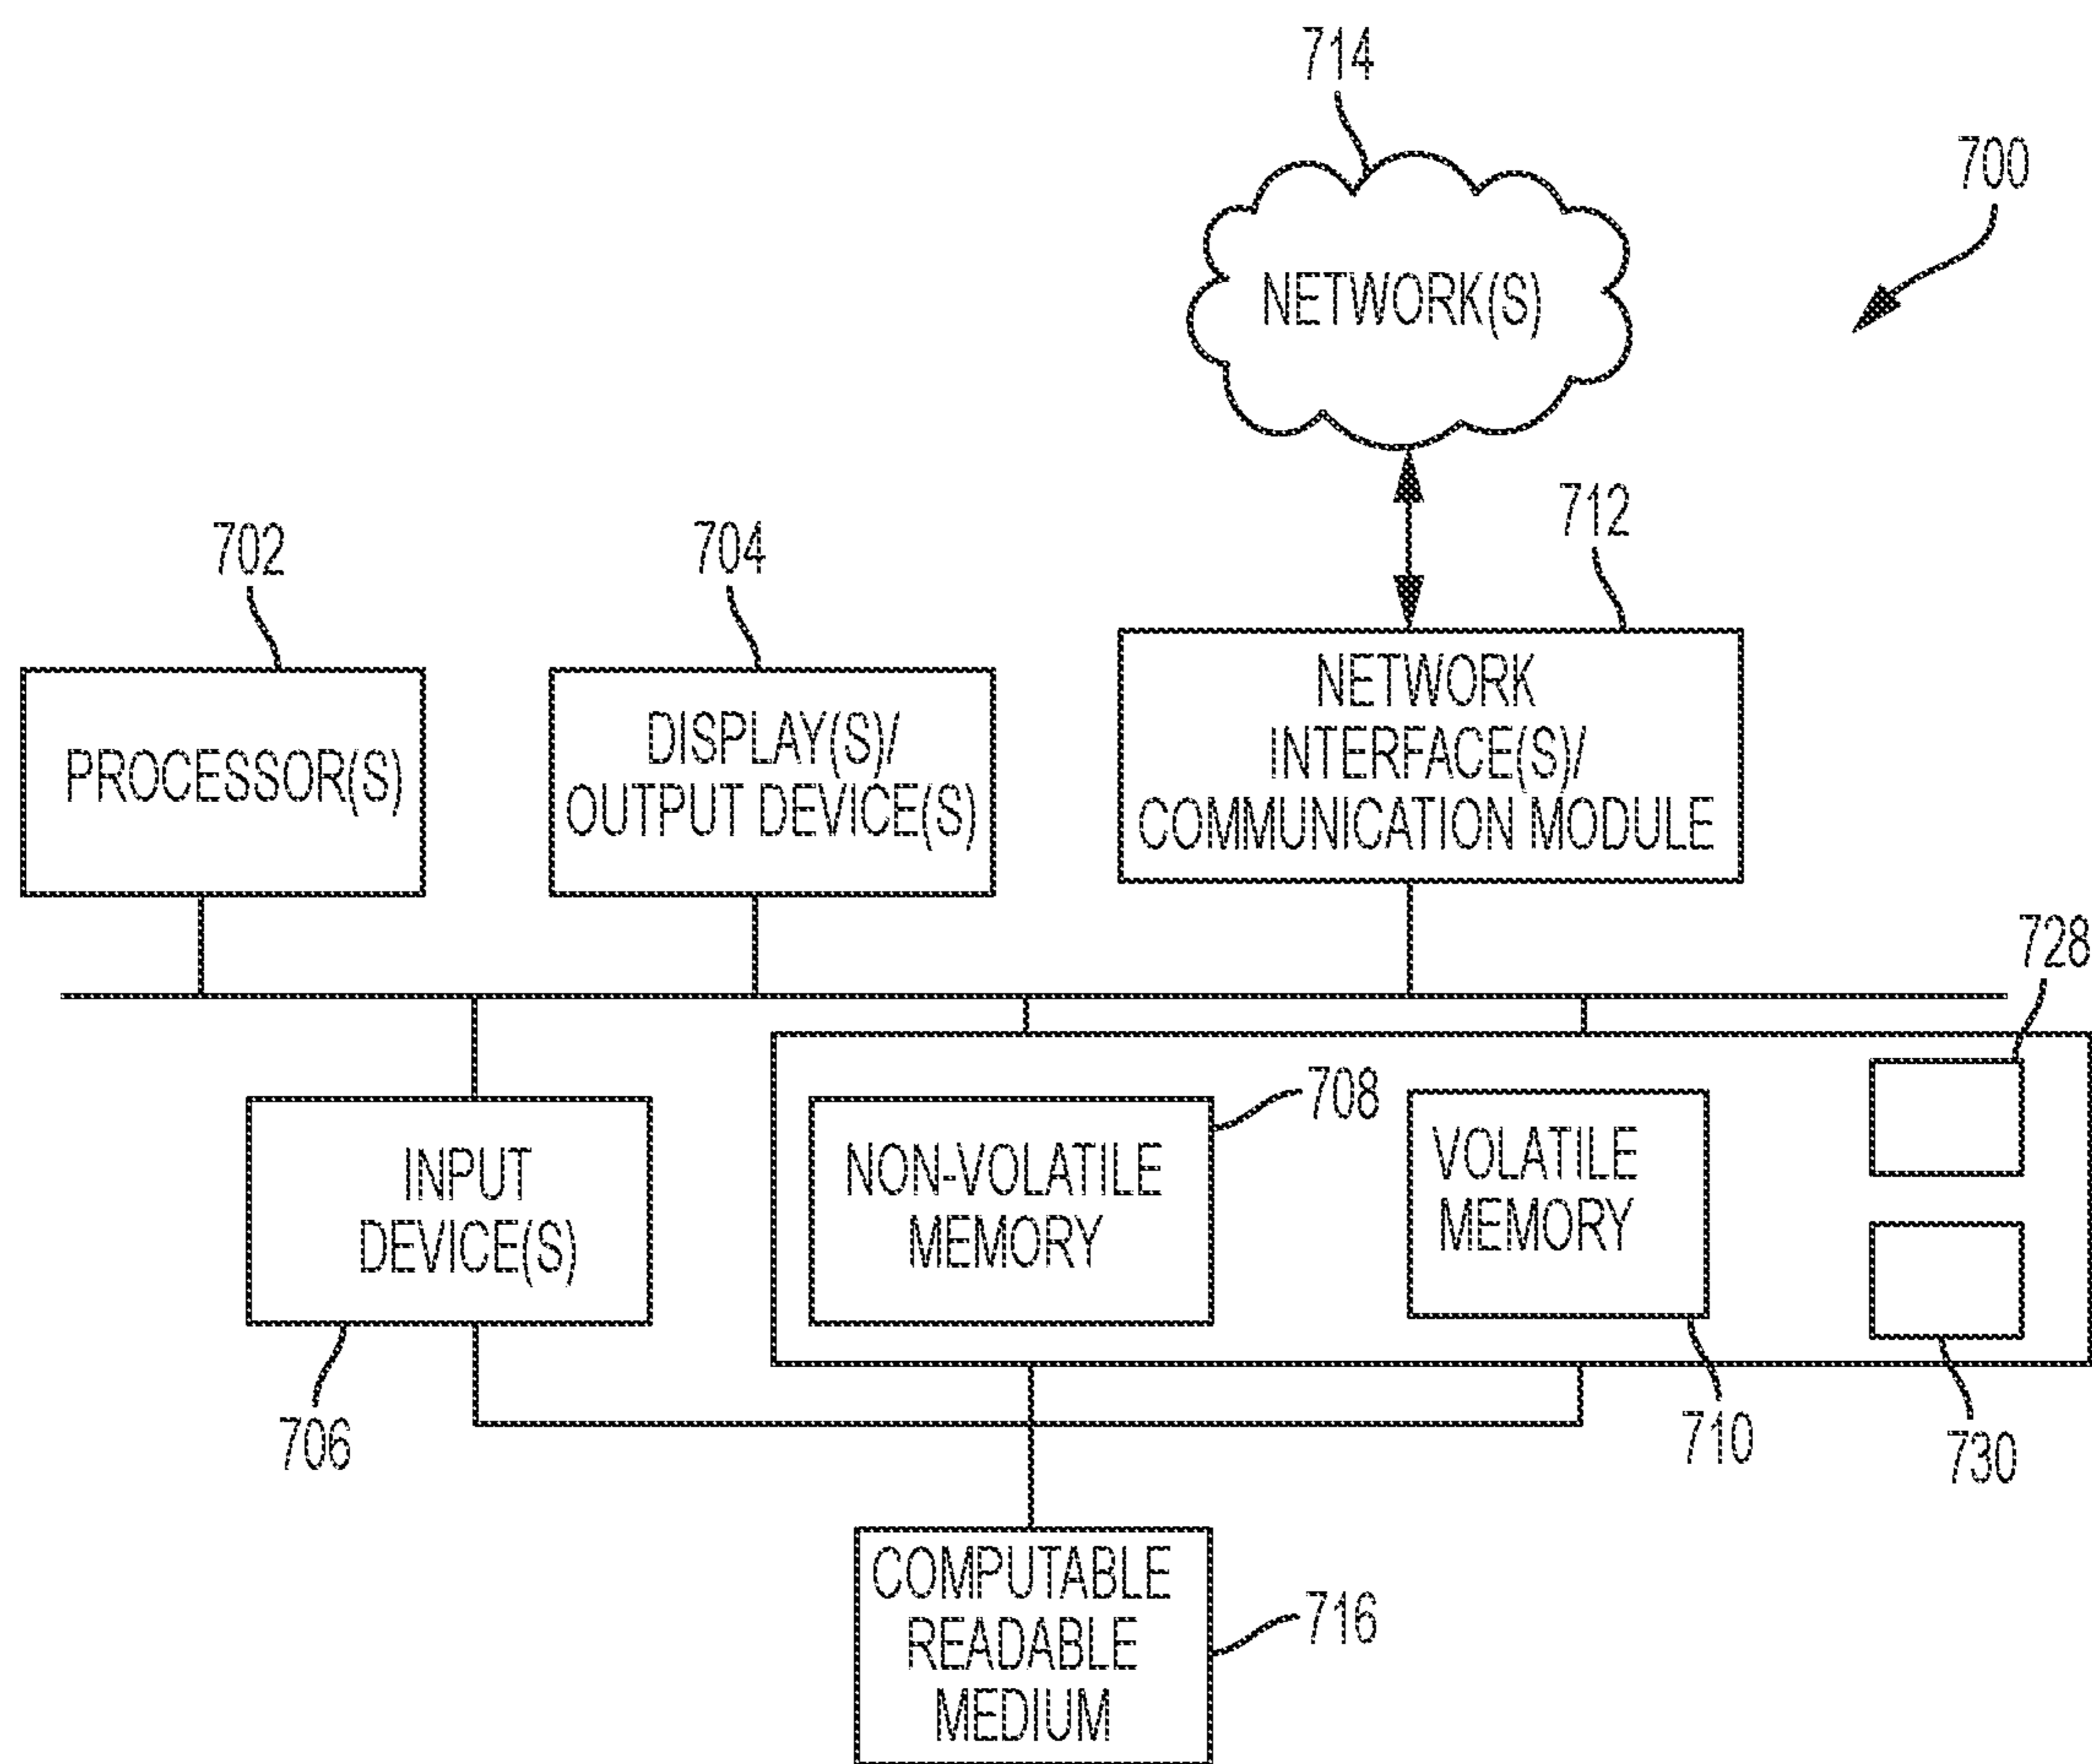 714
700
NETWORK(S)
712
702
704
NETWORK
INTERFACE(S)/
COMMUNICATION MODULE
PROCESSOR(S)
DISPLAY(S)/
OUTPUT DEVICE(S)
728
708
INPUT
DEVICE(S)
NON-VOLATILE
MEMORY
VOLATILE
MEMORY
706
710
730
COMPUTABLE
READABLE
MEDIUM
716